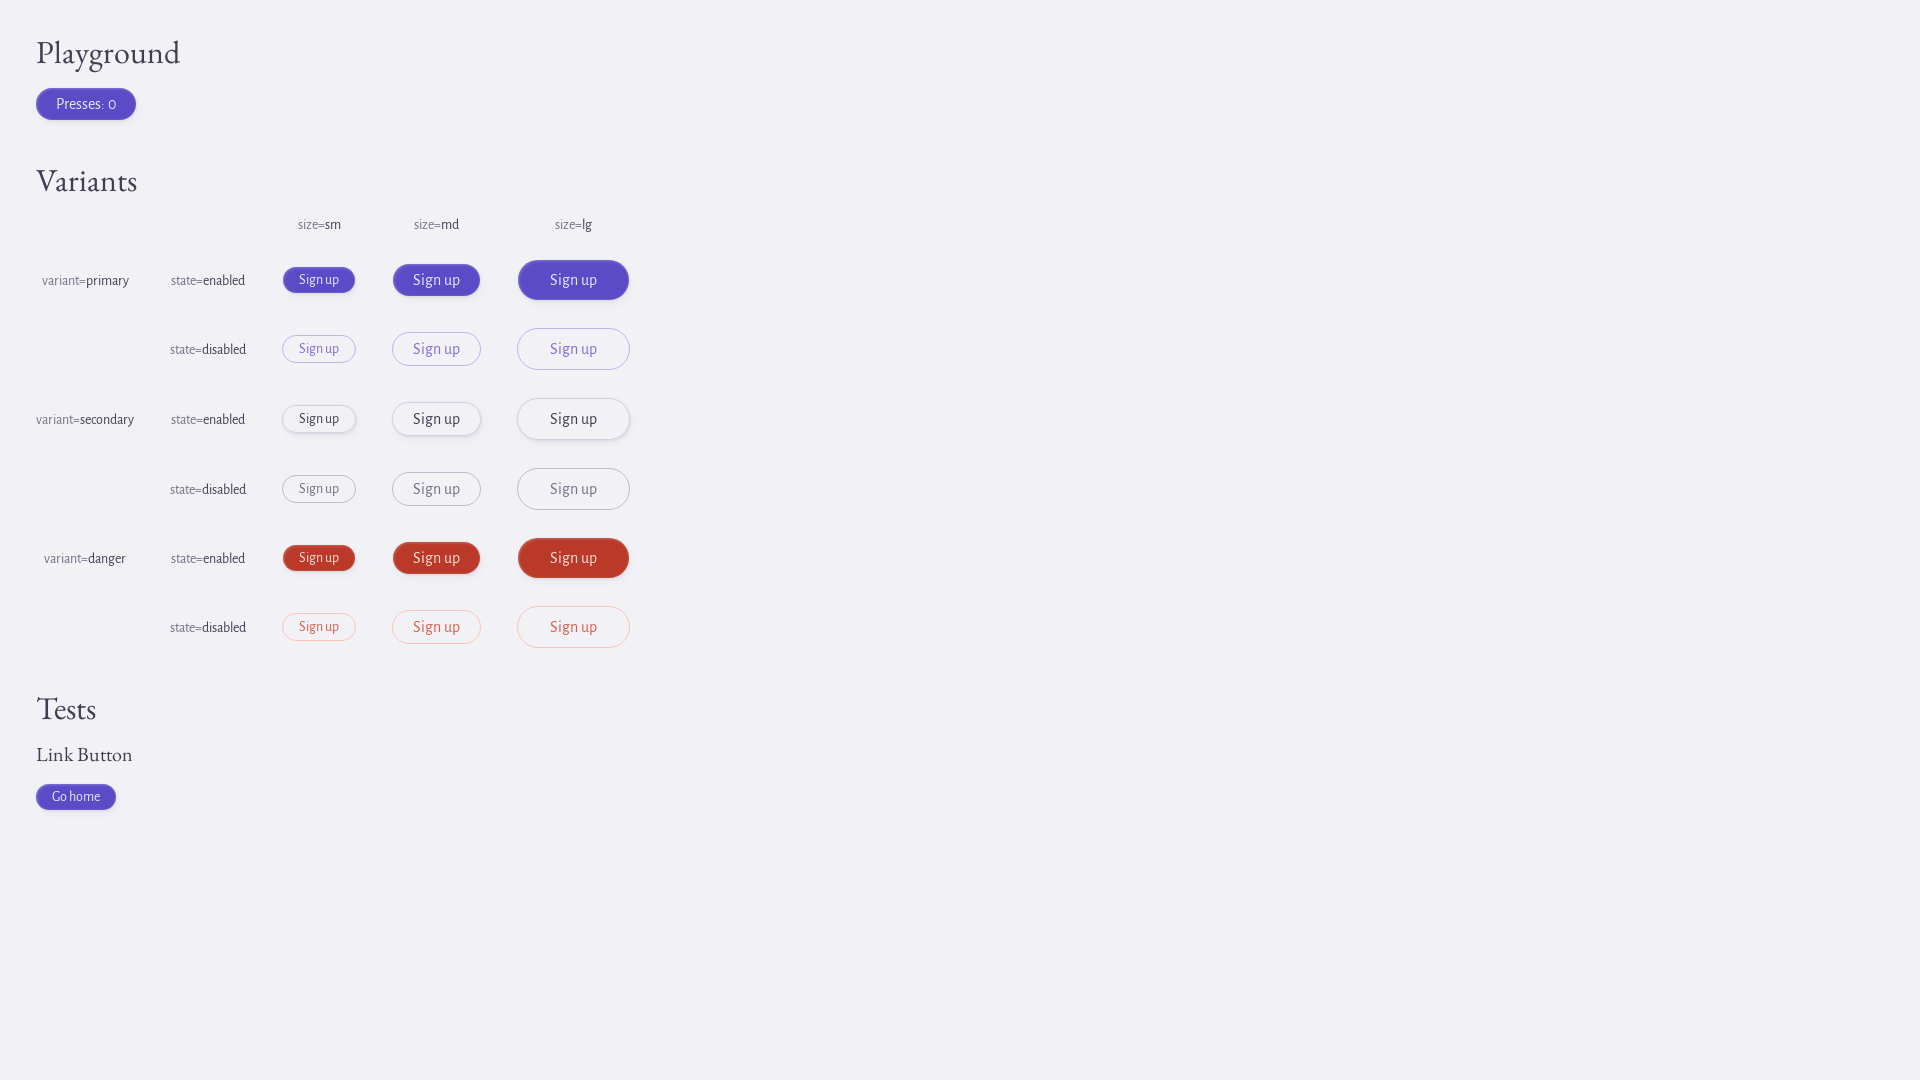 Playground
Presses: 0
Variants
size=sm size=md size=lg
variant=primary state=enabled Sign up Sign up Sign up
state=disabled Sign up Sign up Sign up
variant=secondary state=enabled Sign up Sign up Sign up
state=disabled Sign up Sign up Sign up
variant=danger state=enabled Sign up Sign up Sign up
state=disabled Sign up Sign up Sign up
Tests
Link Button
Go home